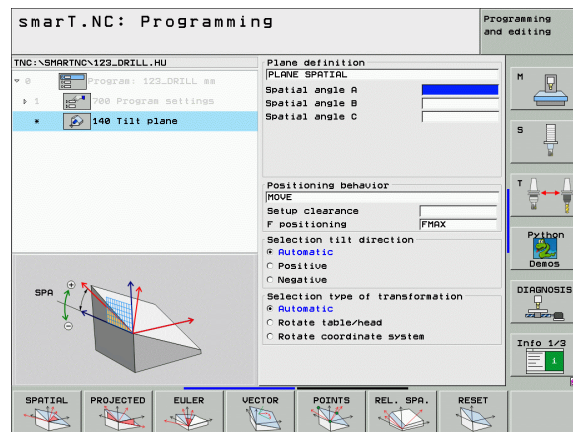 smarT.NC: Programming
Programming
and editing
TNC:\SMARTNC\123_DRILL.HU
0 Program: 123_DRILL mm
1 700 Program settings
* 140 Tilt plane
Plane definition
PLANE SPATIAL
Spatial angle A
Spatial angle B
Spatial angle C
Positioning behavior
MOVE
Setup clearance
F positioning FMAX
Selection tilt direction
Automatic
Positive
Negative
Selection type of transformation
Automatic
Rotate table/head
Rotate coordinate system
SPA
+
-
M
S
T
Python
Demos
DIAGNOSIS
Info 1/3
1
SPATIAL PROJECTED EULER VECTOR POINTS REL. SPA. RESET